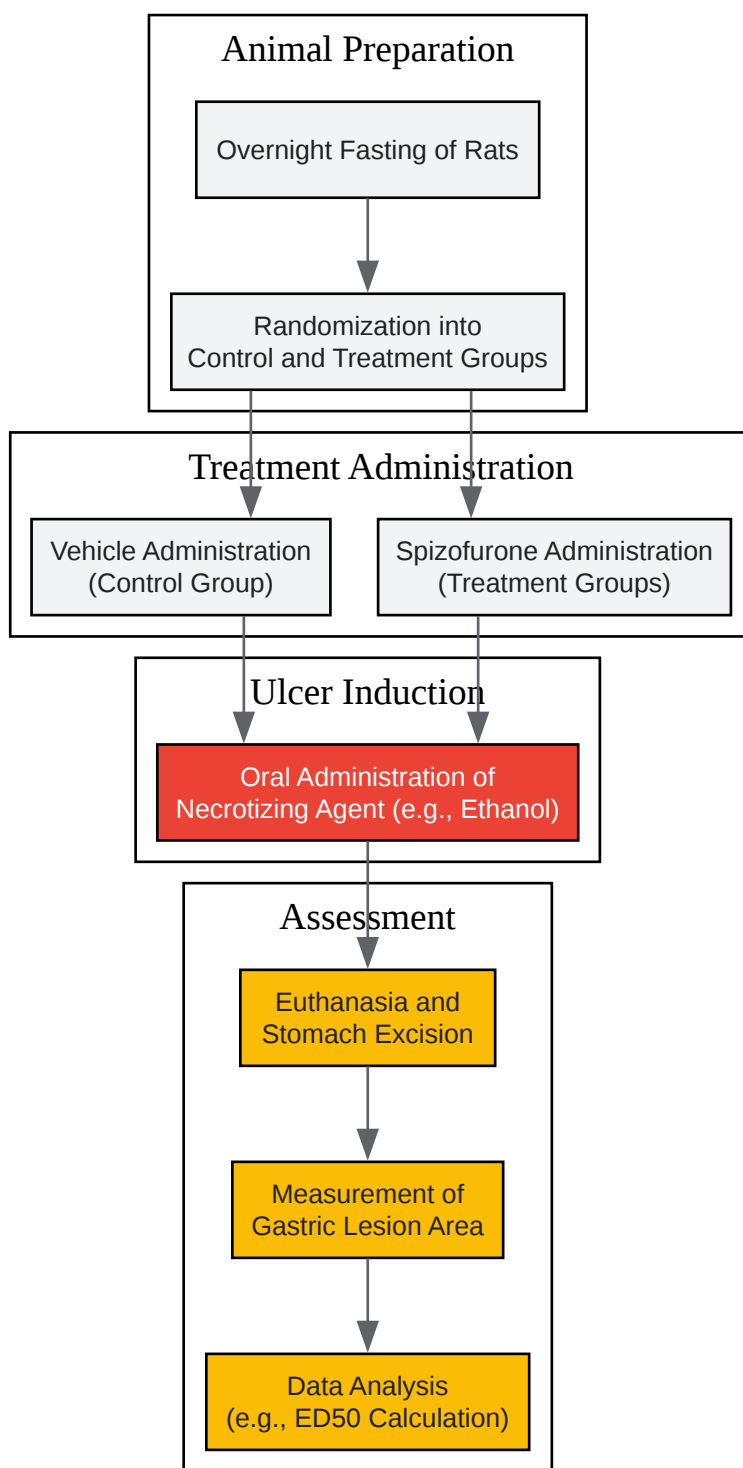 Animal Preparation
Overnight Fasting of Rats
Randomization into
Control and Treatment Groups
Treatment Administration
Vehicle Administration
(Control Group)
Spizofurone Administration
(Treatment Groups)
Ulcer Induction
Oral Administration of
Necrotizing Agent (e.g., Ethanol)
Assessment
Euthanasia and
Stomach Excision
Measurement of
Gastric Lesion Area
Data Analysis
(e.g., ED50 Calculation)